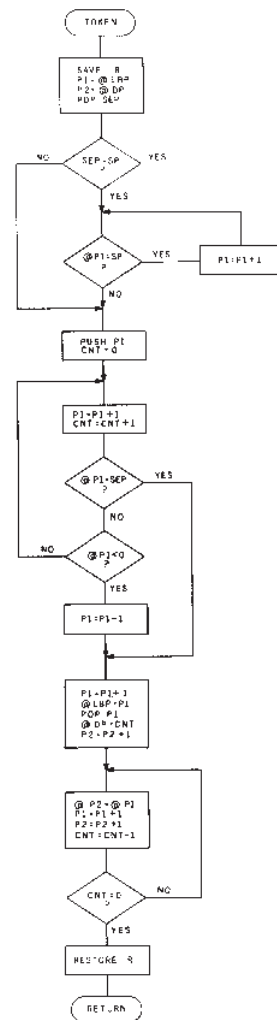 TOKEN
SAVE R
P1= @ LBP
P2= @ DP
POP SEP
NO
SEP=SP
?
YES
YES
@P1=SP
?
YES
P1=P1+1
NO
PUSH P1
CNT=0
P1=P1+1
CNT=CNT+1
@ P1=SEP
?
YES
NO
NO
@P1<0
?
YES
P1=P1-1
P1=P1+1
@ LBP=P1
POP P1
@ DP=CNT
P2=P2+1
@ P2=@ P1
P1=P1+1
P2=P2+1
CNT=CNT-1
CNT=0
?
NO
YES
RESTORE R
RETURN